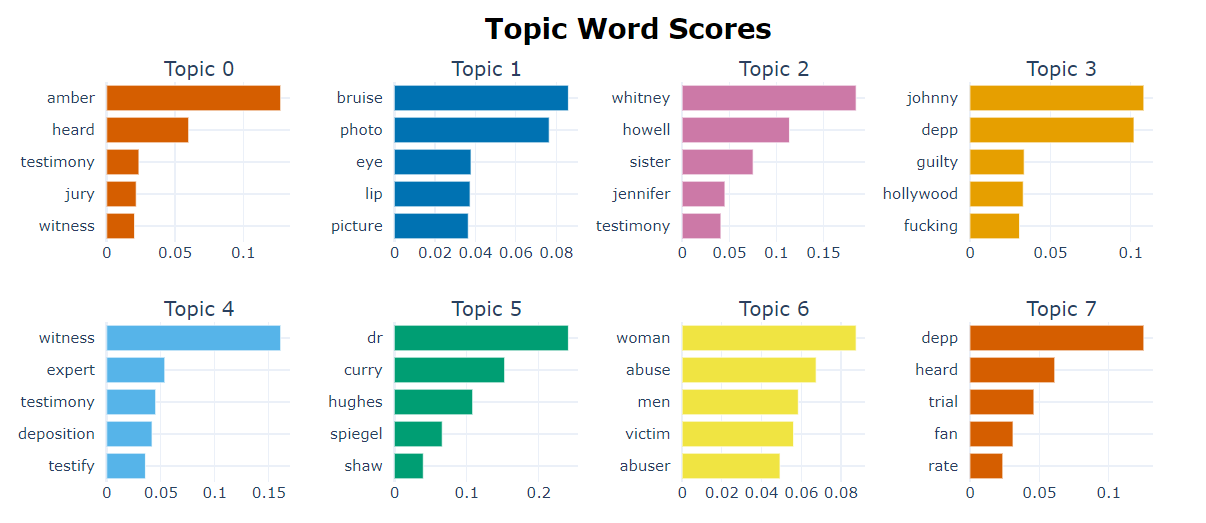 Topic Word Scores
Topic 0
amber
heard
testimony
jury
witness
0 0.05 0.1
Topic 1
bruise
photo
eye
lip
picture
0 0.02 0.04 0.06 0.08
Topic 2
whitney
howell
sister
jennifer
testimony
0 0.05 0.1 0.15
Topic 3
johnny
depp
guilty
hollywood
fucking
0 0.05 0.1
Topic 4
witness
expert
testimony
deposition
testify
0 0.05 0.1 0.15
Topic 5
dr
curry
hughes
spiegel
shaw
0 0.1 0.2
Topic 6
woman
abuse
men
victim
abuser
0 0.02 0.04 0.06 0.08
Topic 7
depp
heard
trial
fan
rate
0 0.05 0.1